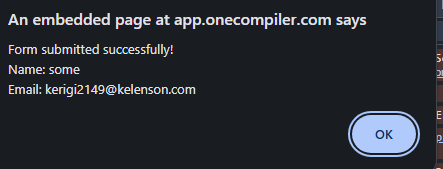 An embedded page at app.onecompiler.com says
Form submitted successfully!
Name: some
Email: kerigi2149@kelenson.com
OK